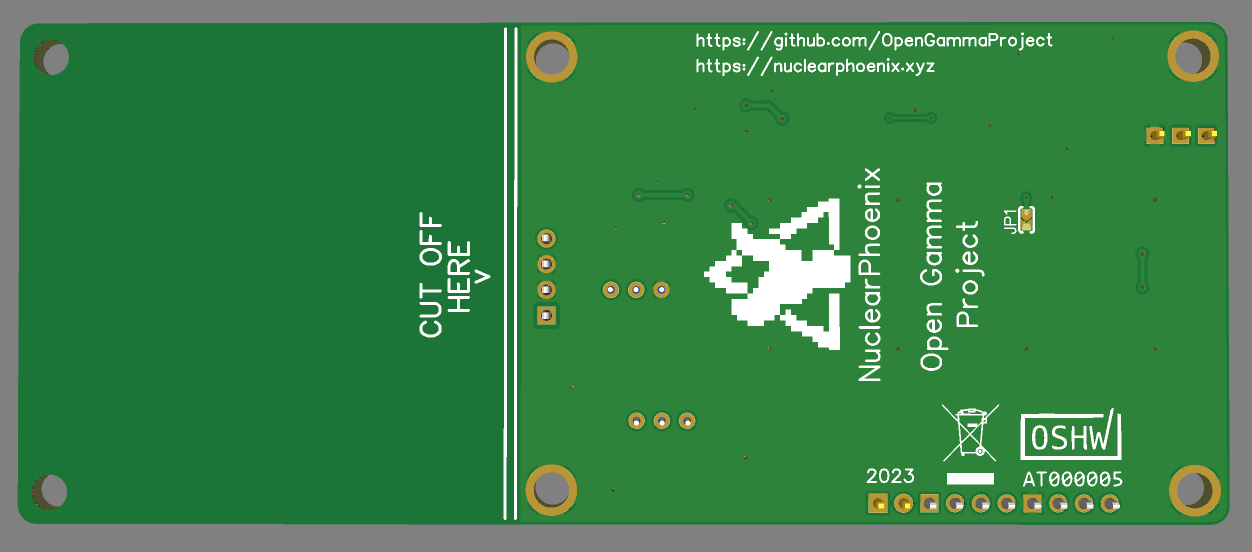 https://github.com/OpenGammaProject
https://nuclearphoenix.xyz
CUT OFF
HERE
>
NuclearPhoenix
Open Gamma
Project
JP1
OSHW
2023
AT000005